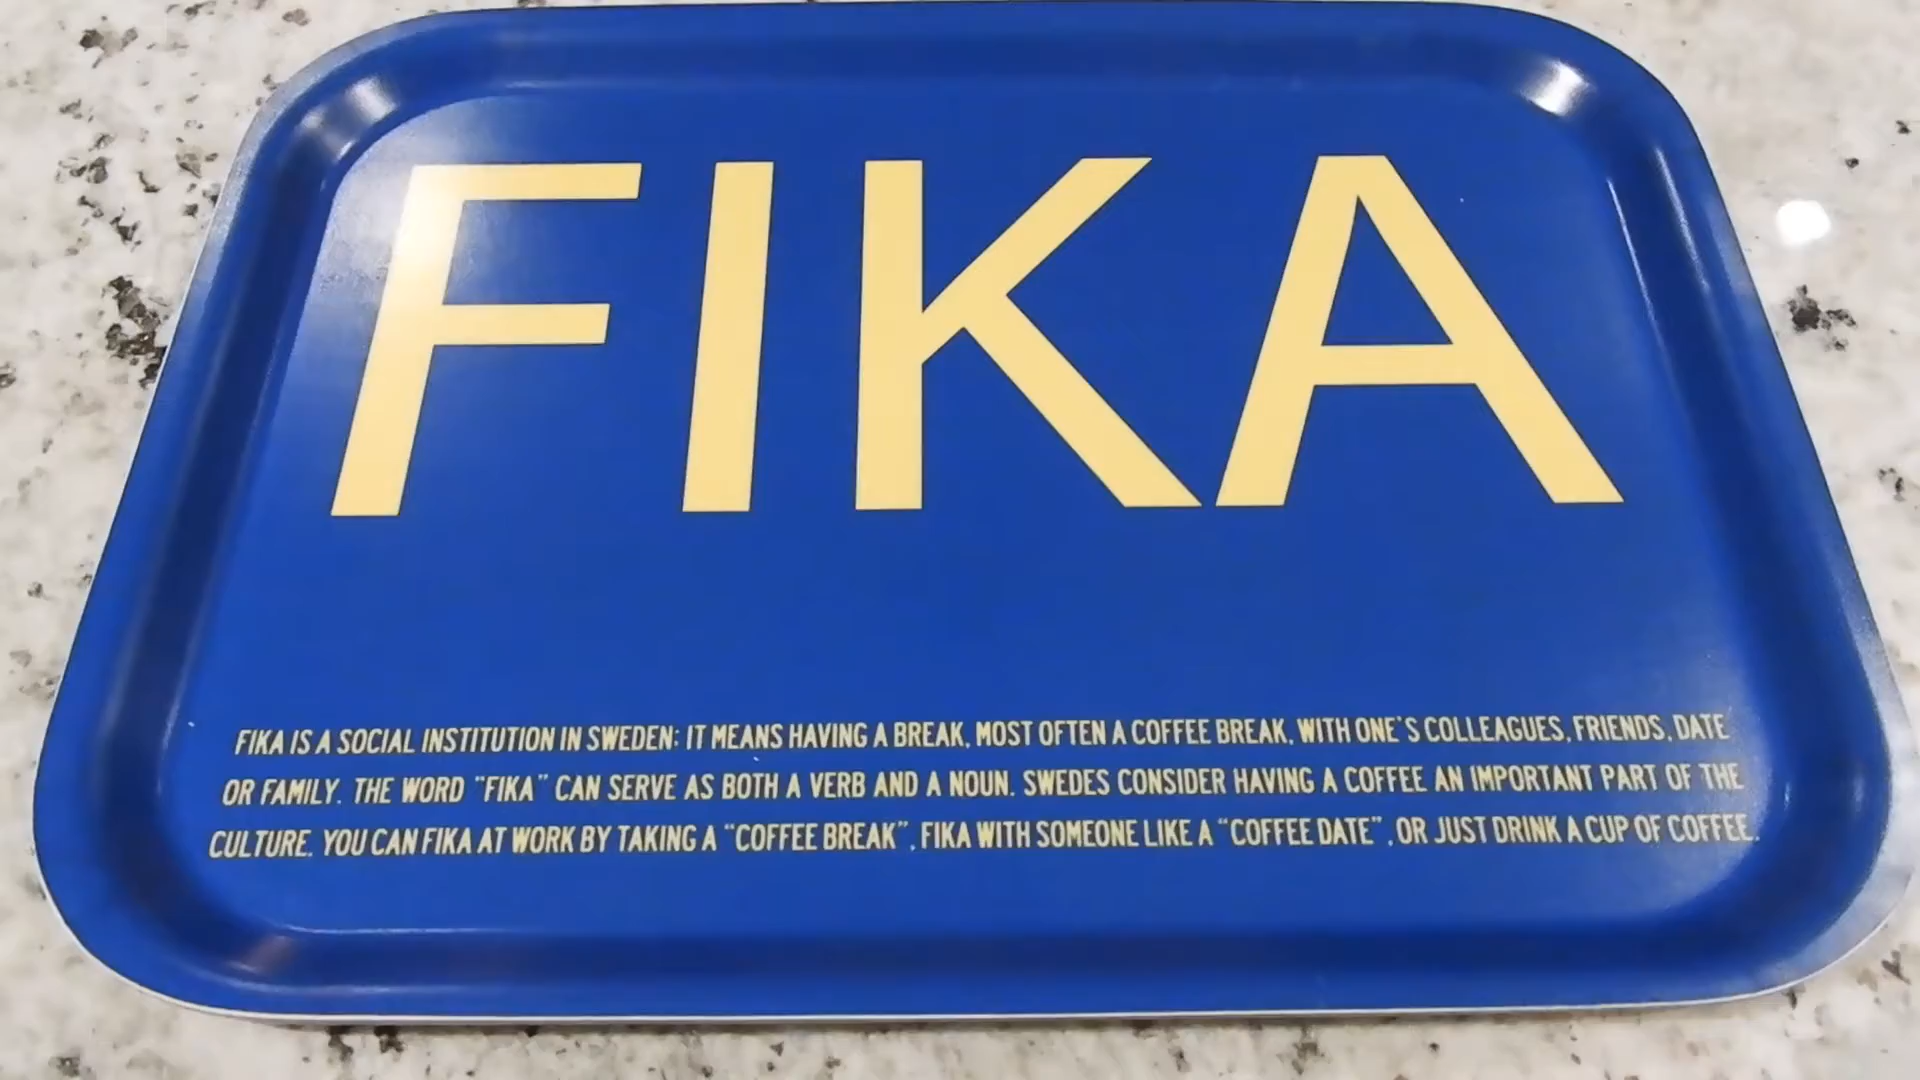 FIKA
FIKA IS A SOCIAL INSTITUTION IN SWEDEN; IT MEANS HAVING A BREAK, MOST OFTEN A COFFEE BREAK, WITH ONE'S COLLEAGUES, FRIENDS, DATE
OR FAMILY. THE WORD "FIKA" CAN SERVE AS BOTH A VERB AND A NOUN. SWEDES CONSIDER HAVING A COFFEE AN IMPORTANT PART OF THE
CULTURE. YOU CAN FIKA AT WORK BY TAKING A "COFFEE BREAK", FIKA WITH SOMEONE LIKE A "COFFEE DATE", OR JUST DRINK A CUP OF COFFEE.